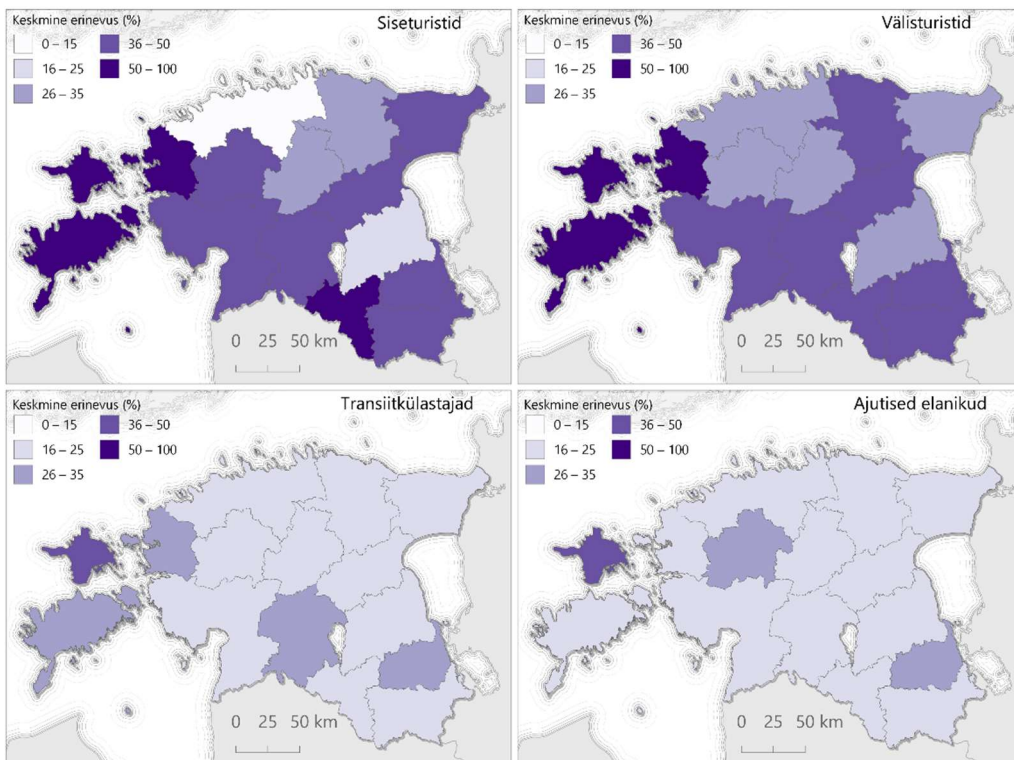 Keskmine erinevus (%)
Siseturistid
0 – 15
36 – 50
16 – 25
50 – 100
26 – 35
0 25 50 km
Keskmine erinevus (%)
Välisturistid
0 – 15
36 – 50
16 – 25
50 – 100
26 – 35
0 25 50 km
Keskmine erinevus (%)
Transiitkülastajad
0 – 15
36 – 50
16 – 25
50 – 100
26 – 35
0 25 50 km
Keskmine erinevus (%)
Ajutised elanikud
0 – 15
36 – 50
16 – 25
50 – 100
26 – 35
0 25 50 km